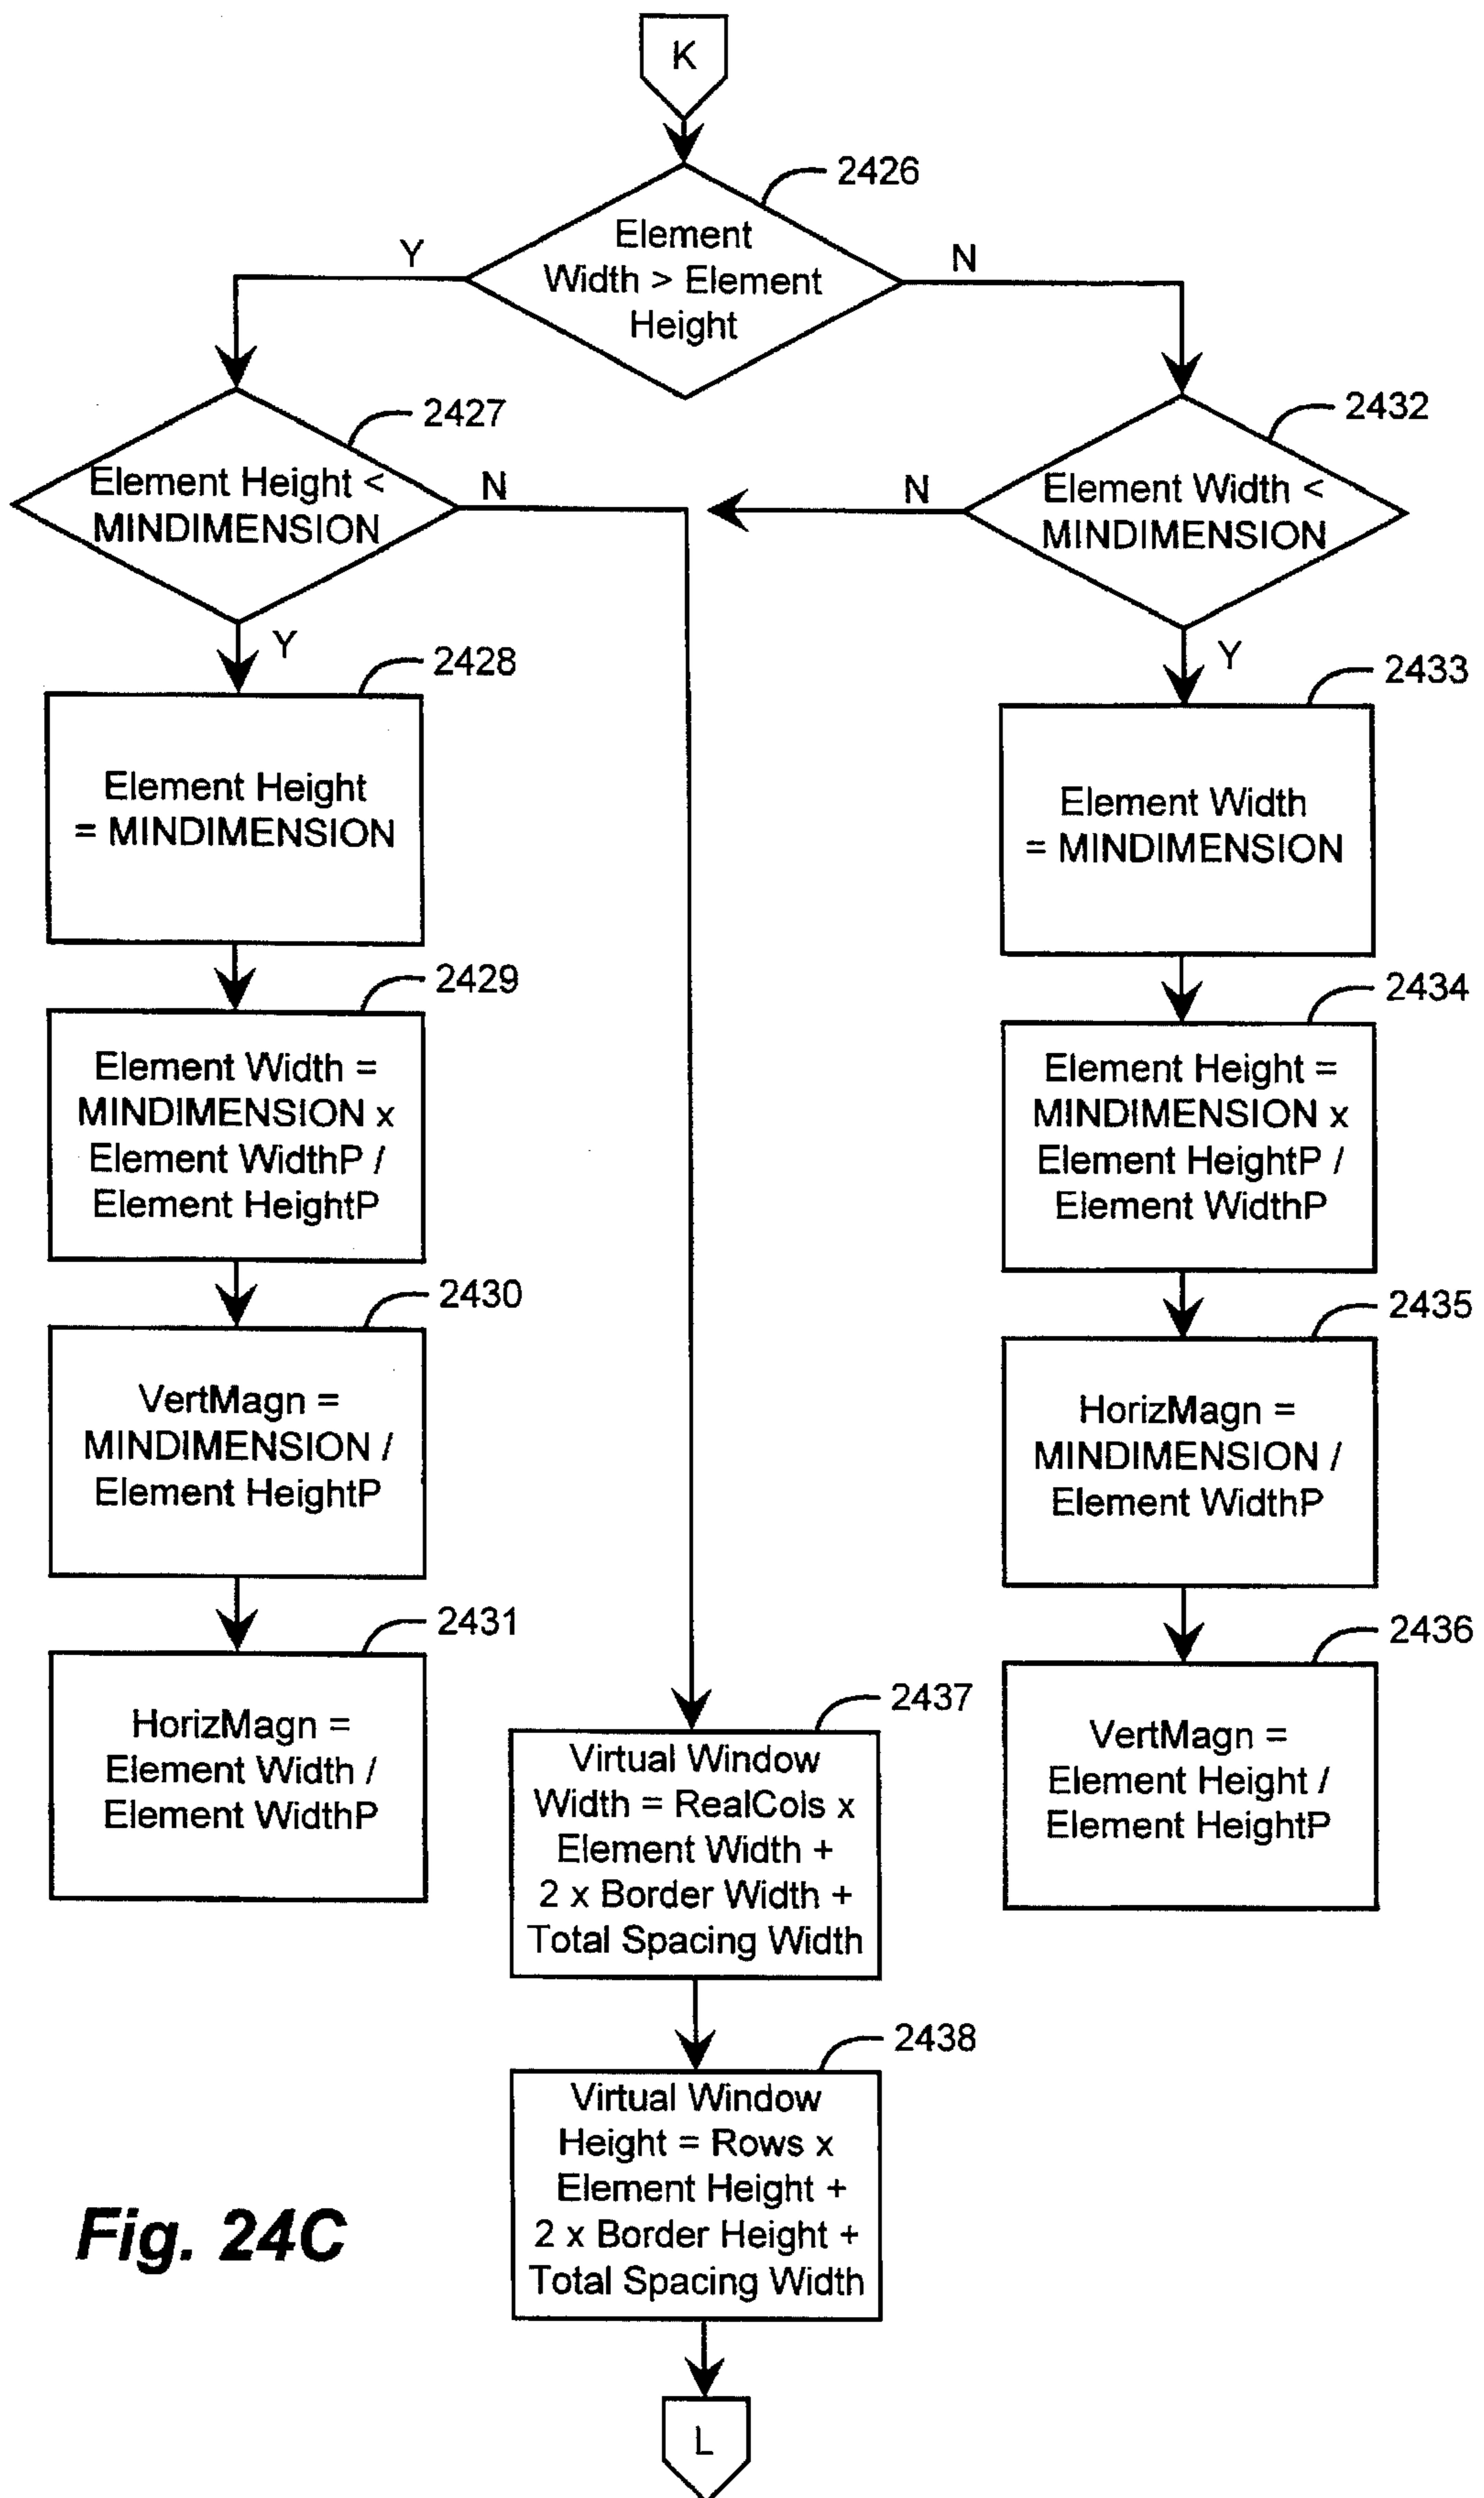 K
2426
Element
Width > Element
Height
Y
N
2427
Element Height <
MINDIMENSION
N
Y
2432
Element Width <
MINDIMENSION
N
Y
2428
Element Height
= MINDIMENSION
2433
Element Width
= MINDIMENSION
2429
Element Width =
MINDIMENSION x
Element WidthP /
Element HeightP
2434
Element Height =
MINDIMENSION x
Element HeightP /
Element WidthP
2430
VertMagn =
MINDIMENSION /
Element HeightP
2435
HorizMagn =
MINDIMENSION /
Element WidthP
2431
HorizMagn =
Element Width /
Element WidthP
2436
VertMagn =
Element Height /
Element HeightP
2437
Virtual Window
Width = RealCols x
Element Width +
2 x Border Width +
Total Spacing Width
2438
Virtual Window
Height = Rows x
Element Height +
2 x Border Height +
Total Spacing Width
Fig. 24C
L